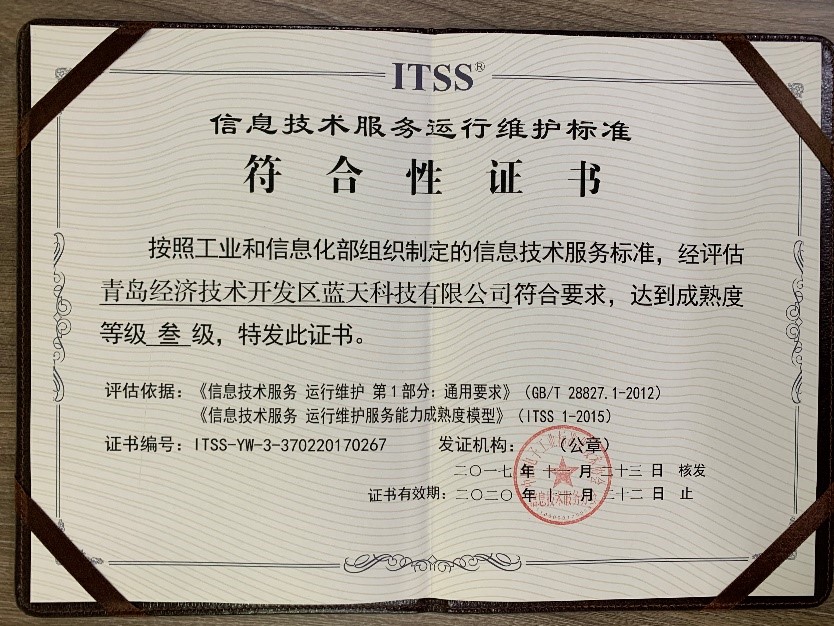 ITSS®
信息技术服务运行维护标准
符合性证书
按照工业和信息化部组织制定的信息技术服务标准，经评估
青岛经济技术开发区蓝天科技有限公司符合要求，达到成熟度
等级 叁 级，特发此证书。
评估依据：《信息技术服务 运行维护 第1部分：通用要求》（GB/T 28827.1-2012）
《信息技术服务 运行维护服务能力成熟度模型》（ITSS 1-2015）
证书编号：ITSS-YW-3-370220170267 发证机构：（公章）
二〇一七 年 十一 月 二十三 日 核发
证书有效期：二〇二〇 年 十一 月 二十二 日 止